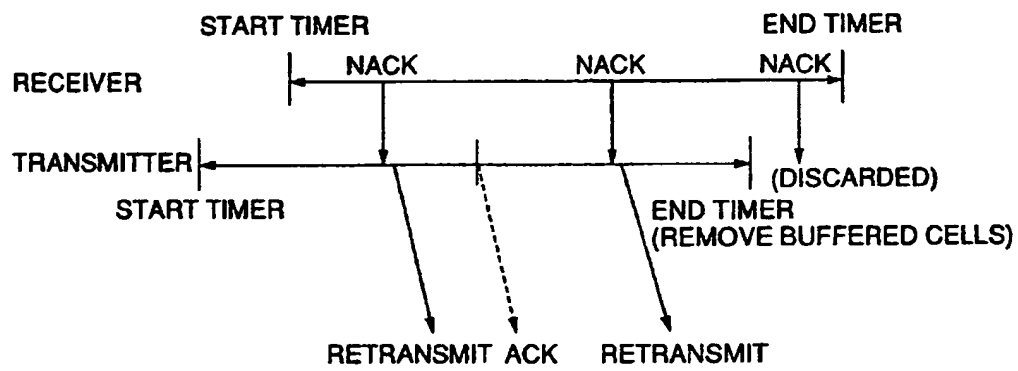 START TIMER
END TIMER
RECEIVER
NACK
NACK
NACK
TRANSMITTER
(DISCARDED)
START TIMER
END TIMER
(REMOVE BUFFERED CELLS)
RETRANSMIT
ACK
RETRANSMIT